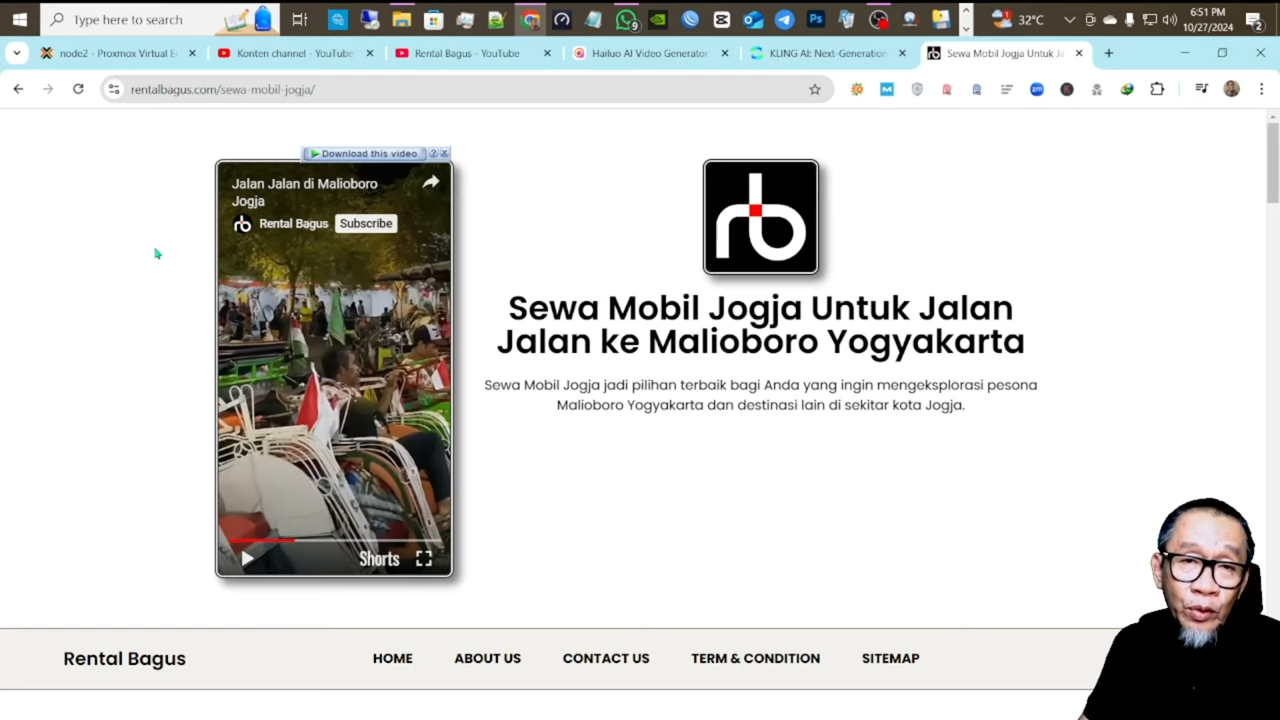 Type here to search
9
32°C
6:51 PM
10/27/2024
2
node2 - Proxmox Virtual E
Konten channel - YouTube
Rental Bagus - YouTube
Hailuo AI Video Generator
KLING AI: Next-Generation
Sewa Mobil Jogja Untuk Ja
rentalbagus.com/sewa-mobil-jogja/
Download this video
Jalan Jalan di Malioboro
Jogja
Rental Bagus
Subscribe
Shorts
rb
Sewa Mobil Jogja Untuk Jalan
Jalan ke Malioboro Yogyakarta
Sewa Mobil Jogja jadi pilihan terbaik bagi Anda yang ingin mengeksplorasi pesona
Malioboro Yogyakarta dan destinasi lain di sekitar kota Jogja.
Rental Bagus
HOME
ABOUT US
CONTACT US
TERM & CONDITION
SITEMAP